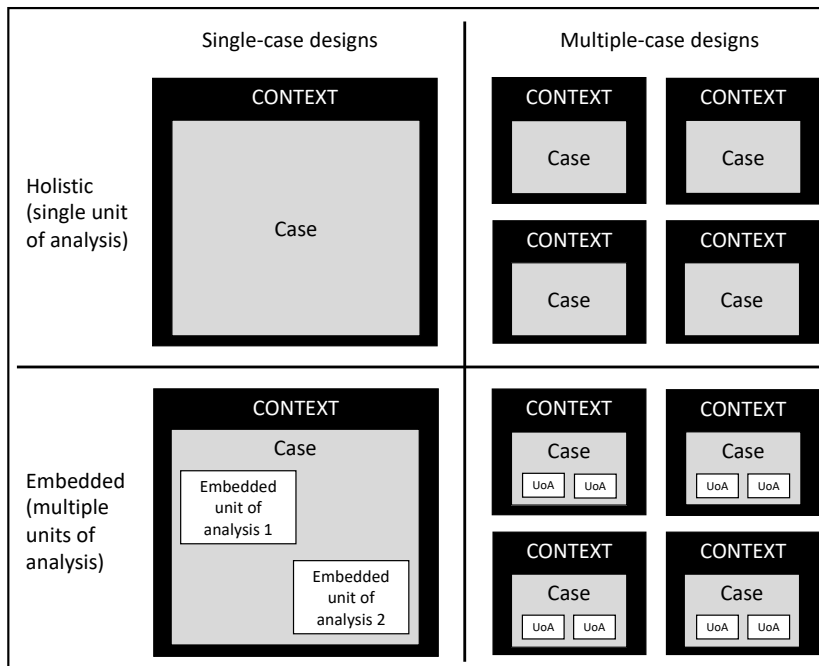 Single-case designs
Multiple-case designs
Holistic
(single unit
of analysis)
CONTEXT
Case
CONTEXT
Case
CONTEXT
Case
CONTEXT
Case
CONTEXT
Case
Embedded
(multiple
units of
analysis)
CONTEXT
Case
Embedded
unit of
analysis 1
Embedded
unit of
analysis 2
CONTEXT
Case
UoA
UoA
CONTEXT
Case
UoA
UoA
CONTEXT
Case
UoA
UoA
CONTEXT
Case
UoA
UoA